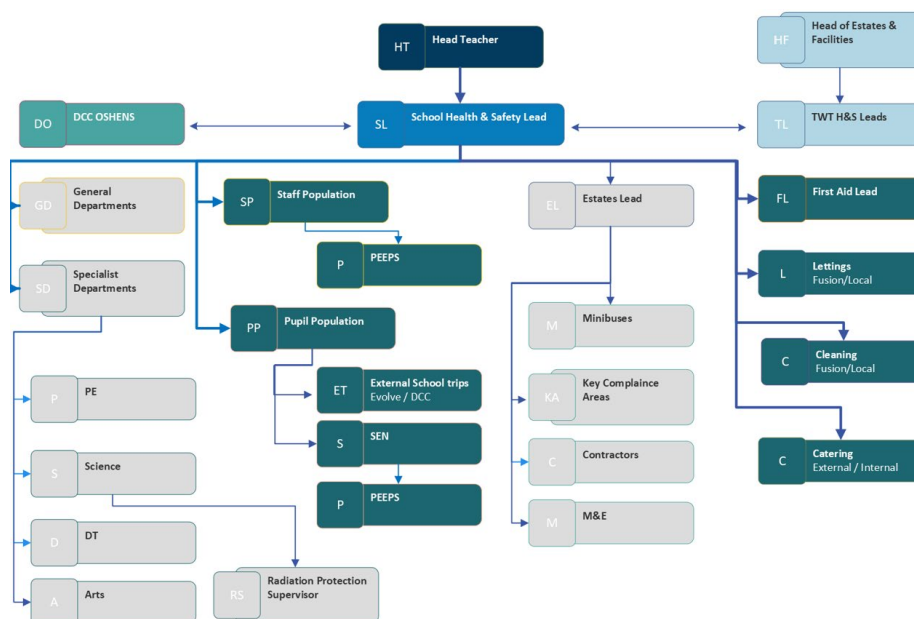 HT
Head Teacher
HF
Head of Estates &
Facilities
DO
DCC OSHENS
SL
School Health & Safety Lead
TL
TWT H&S Leads
GD
General
Departments
SP
Staff Population
EL
Estates Lead
FL
First Aid Lead
P
PEEPS
SD
Specialist
Departments
L
Lettings
Fusion/Local
PP
Pupil Population
M
Minibuses
C
Cleaning
Fusion/Local
P
PE
ET
External School trips
Evolve / DCC
KA
Key Complaince
Areas
S
Science
S
SEN
C
Contractors
C
Catering
External / Internal
P
PEEPS
M
M&E
D
DT
RS
Radiation Protection
Supervisor
A
Arts